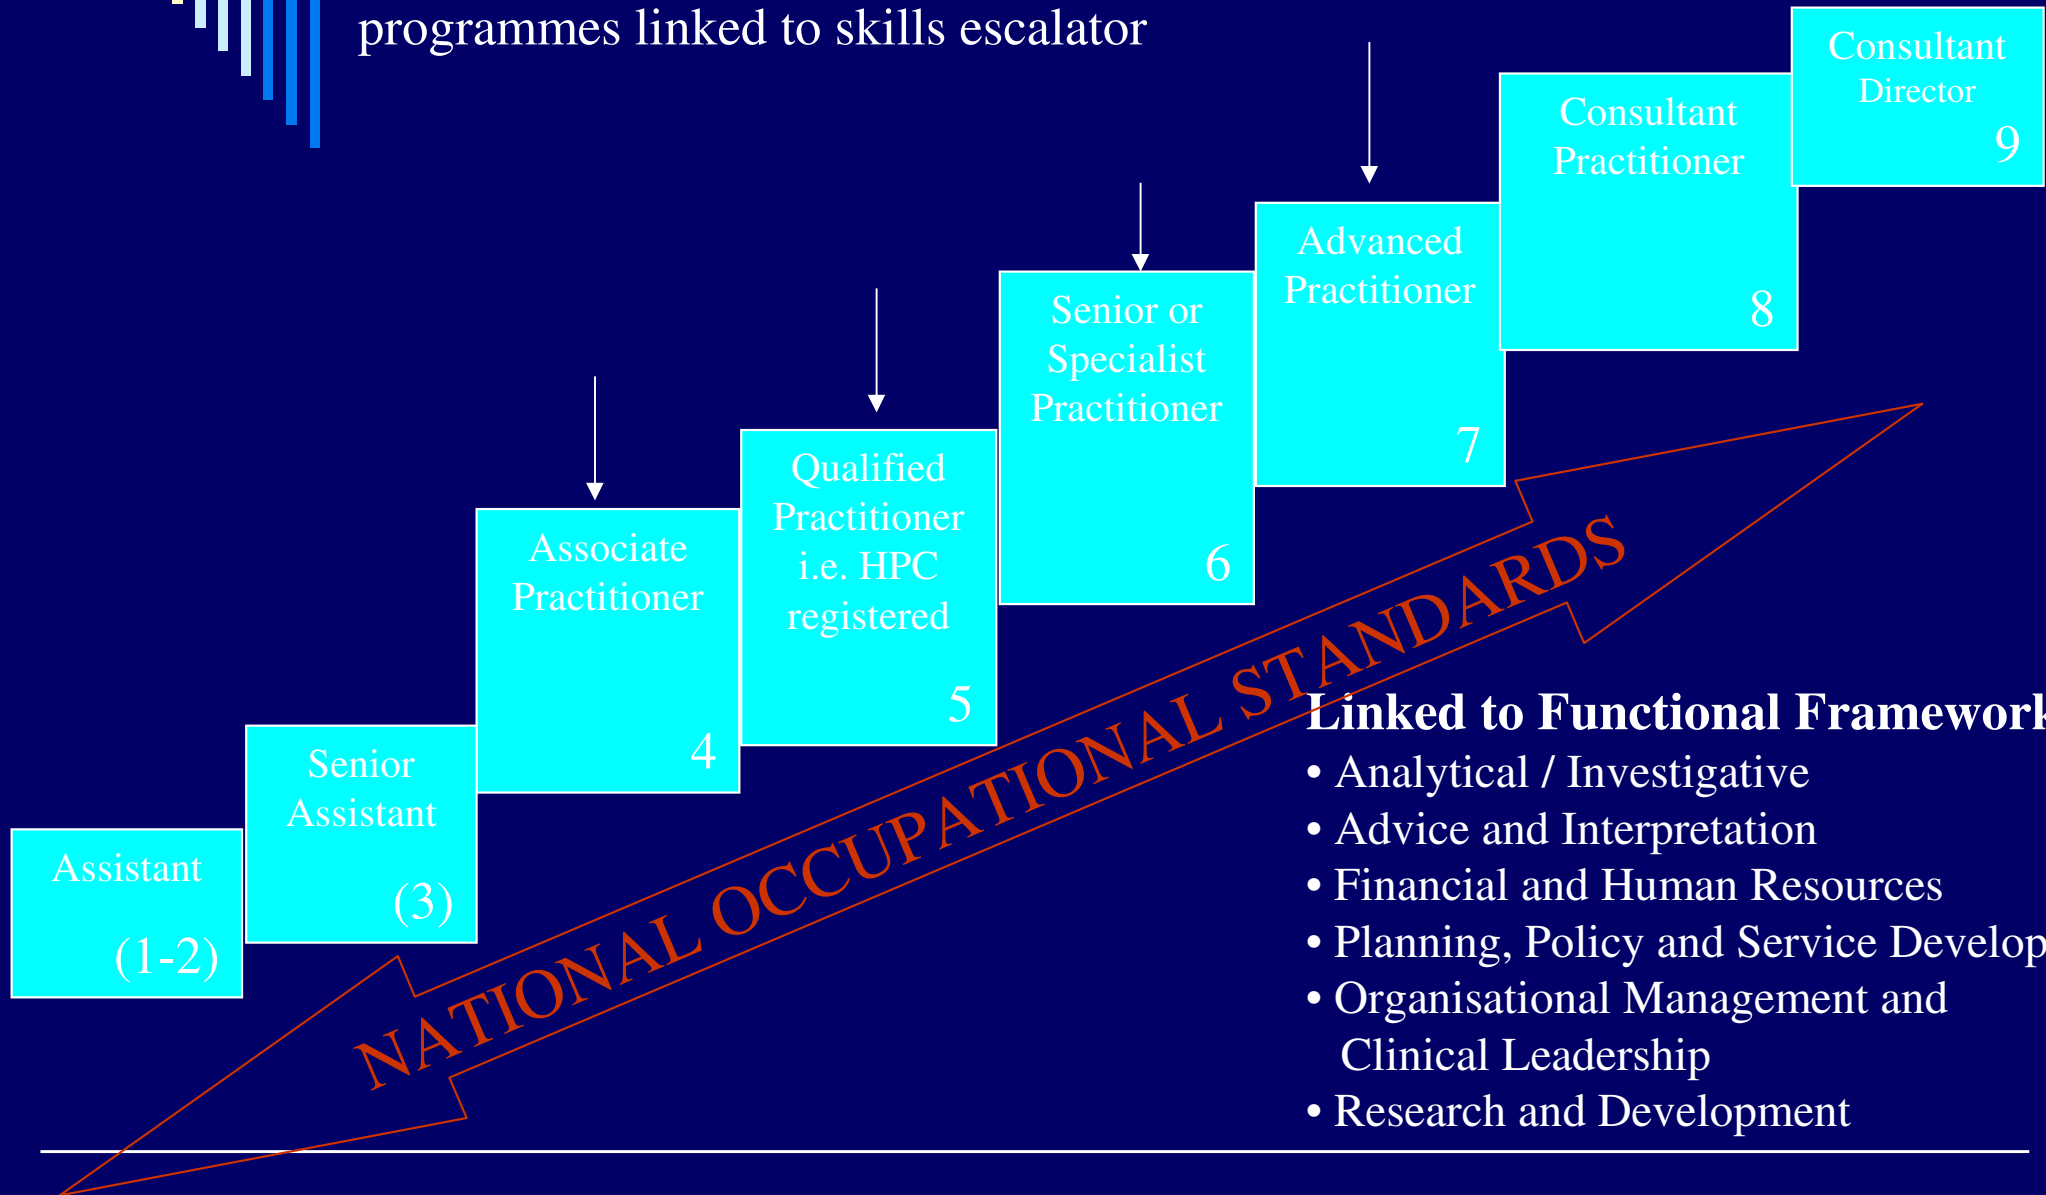 programmes linked to skills escalator
Consultant
Director
9
Consultant
Practitioner
8
Advanced
Practitioner
7
Senior or
Specialist
Practitioner
6
Qualified
Practitioner
i.e. HPC
registered
5
Associate
Practitioner
4
Senior
Assistant
(3)
Assistant
(1-2)
NATIONAL OCCUPATIONAL STANDARDS
Linked to Functional Framework
• Analytical / Investigative
• Advice and Interpretation
• Financial and Human Resources
• Planning, Policy and Service Develop
• Organisational Management and
Clinical Leadership
• Research and Development